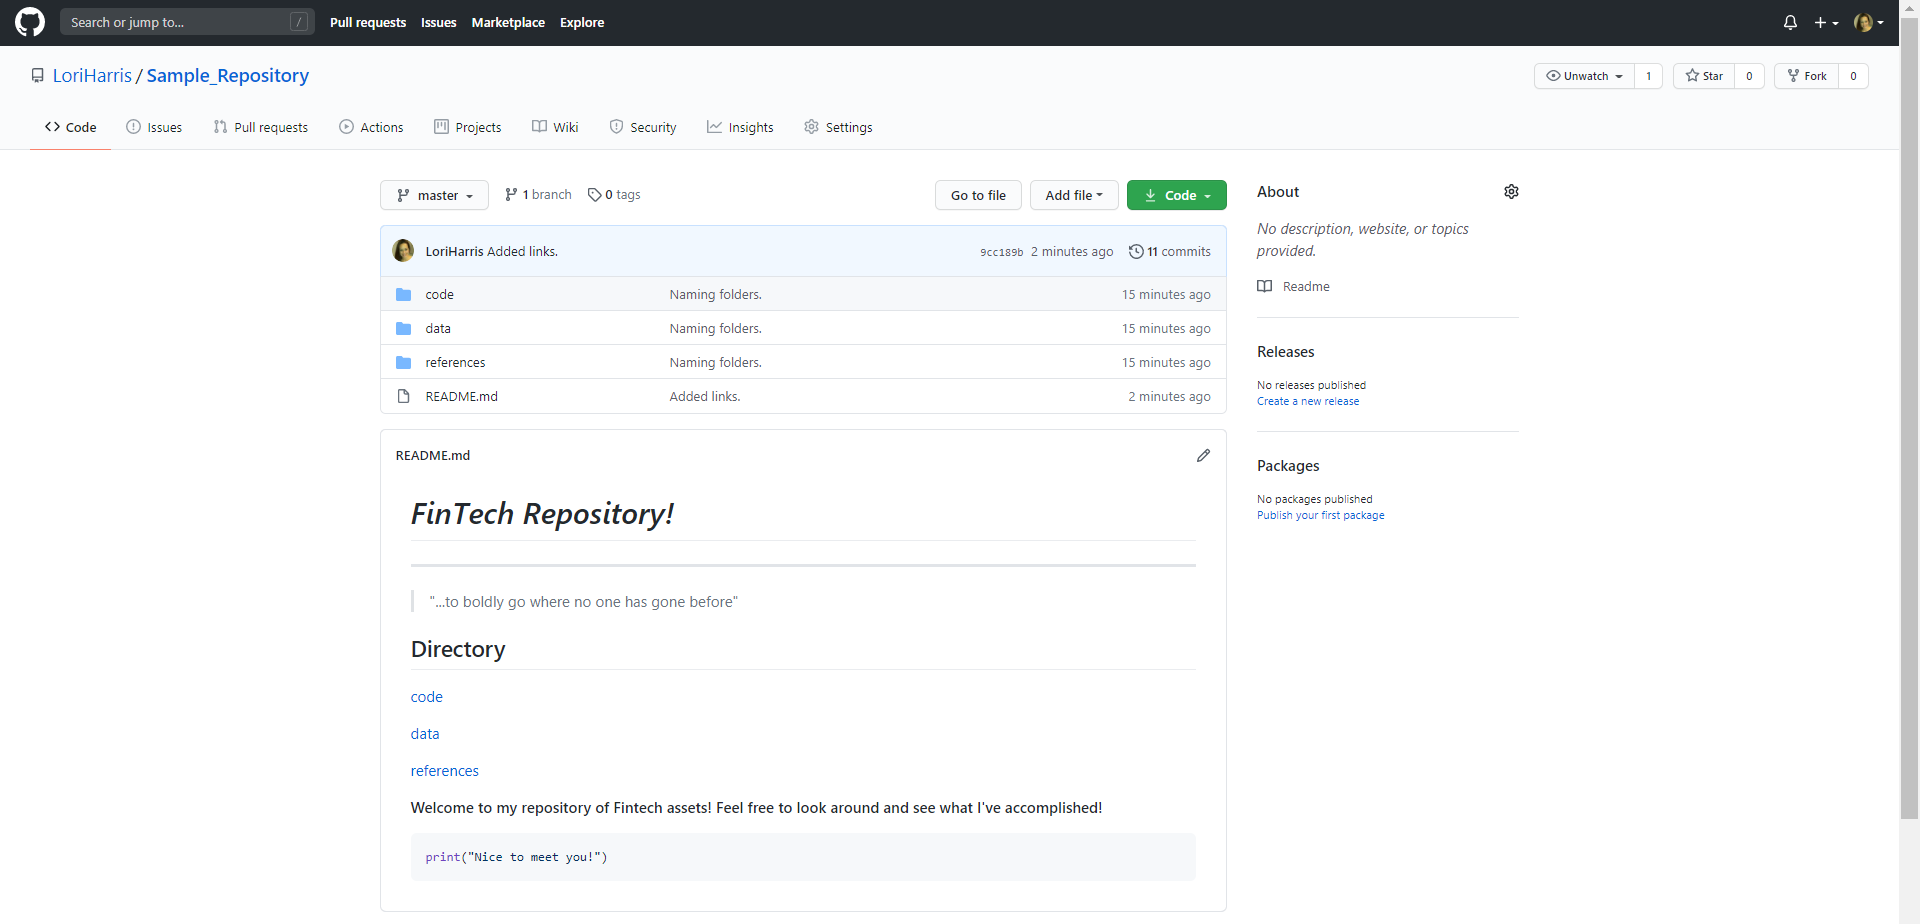 Search or jump to... /
Pull requests Issues Marketplace Explore
LoriHarris / Sample_Repository
Unwatch 1 Star 0 Fork 0
Code Issues Pull requests Actions Projects Wiki Security Insights Settings
master 1 branch 0 tags Go to file Add file Code
LoriHarris Added links. 9cc189b 2 minutes ago 11 commits
code Naming folders. 15 minutes ago
data Naming folders. 15 minutes ago
references Naming folders. 15 minutes ago
README.md Added links. 2 minutes ago
README.md
FinTech Repository!
"...to boldly go where no one has gone before"
Directory
code
data
references
Welcome to my repository of Fintech assets! Feel free to look around and see what I've accomplished!
print("Nice to meet you!")
About
No description, website, or topics
provided.
Readme
Releases
No releases published
Create a new release
Packages
No packages published
Publish your first package